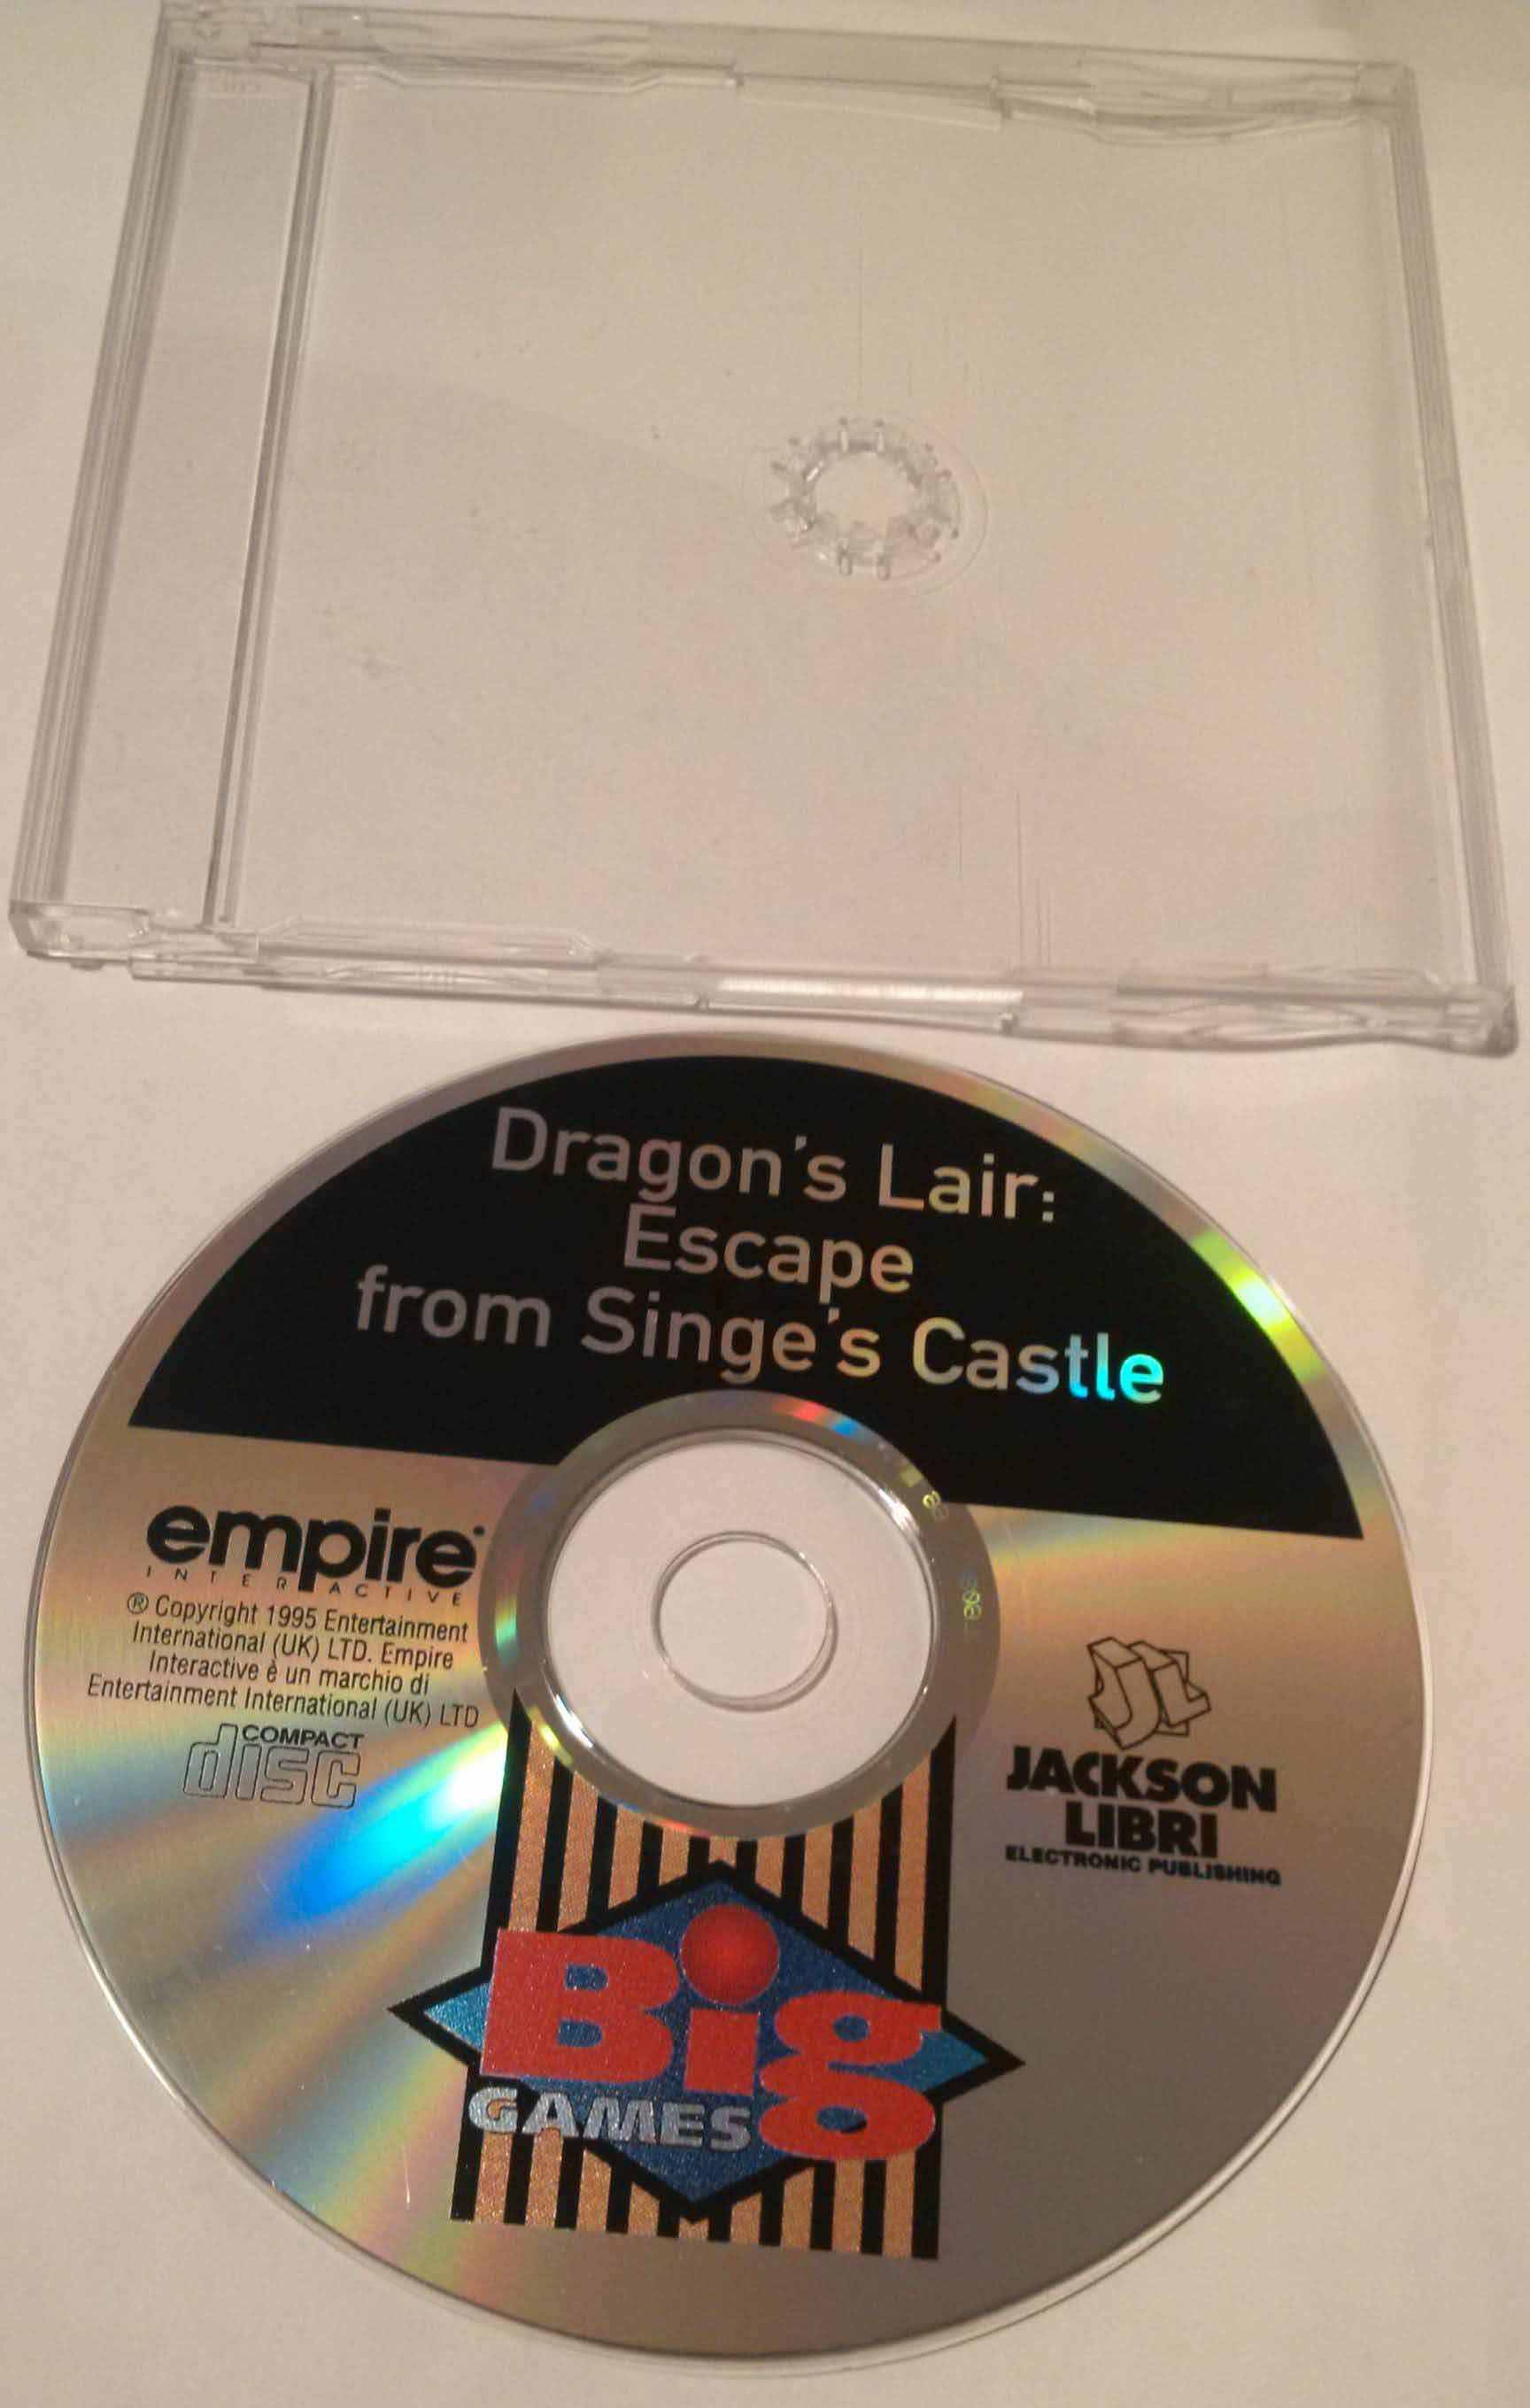 Dragon's Lair:
Escape
from Singe's Castle
empire
INTERACTIVE
® Copyright 1995 Entertainment
International (UK) LTD. Empire
Interactive è un marchio di
Entertainment International (UK) LTD
COMPACT
disc
JL
JACKSON
LIBRI
ELECTRONIC PUBLISHING
Big
GAMES